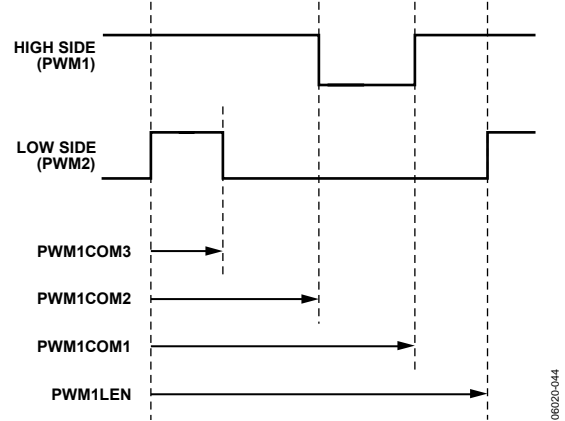 HIGH SIDE
(PWM1)
LOW SIDE
(PWM2)
PWM1COM3
PWM1COM2
PWM1COM1
PWM1LEN
06020-044